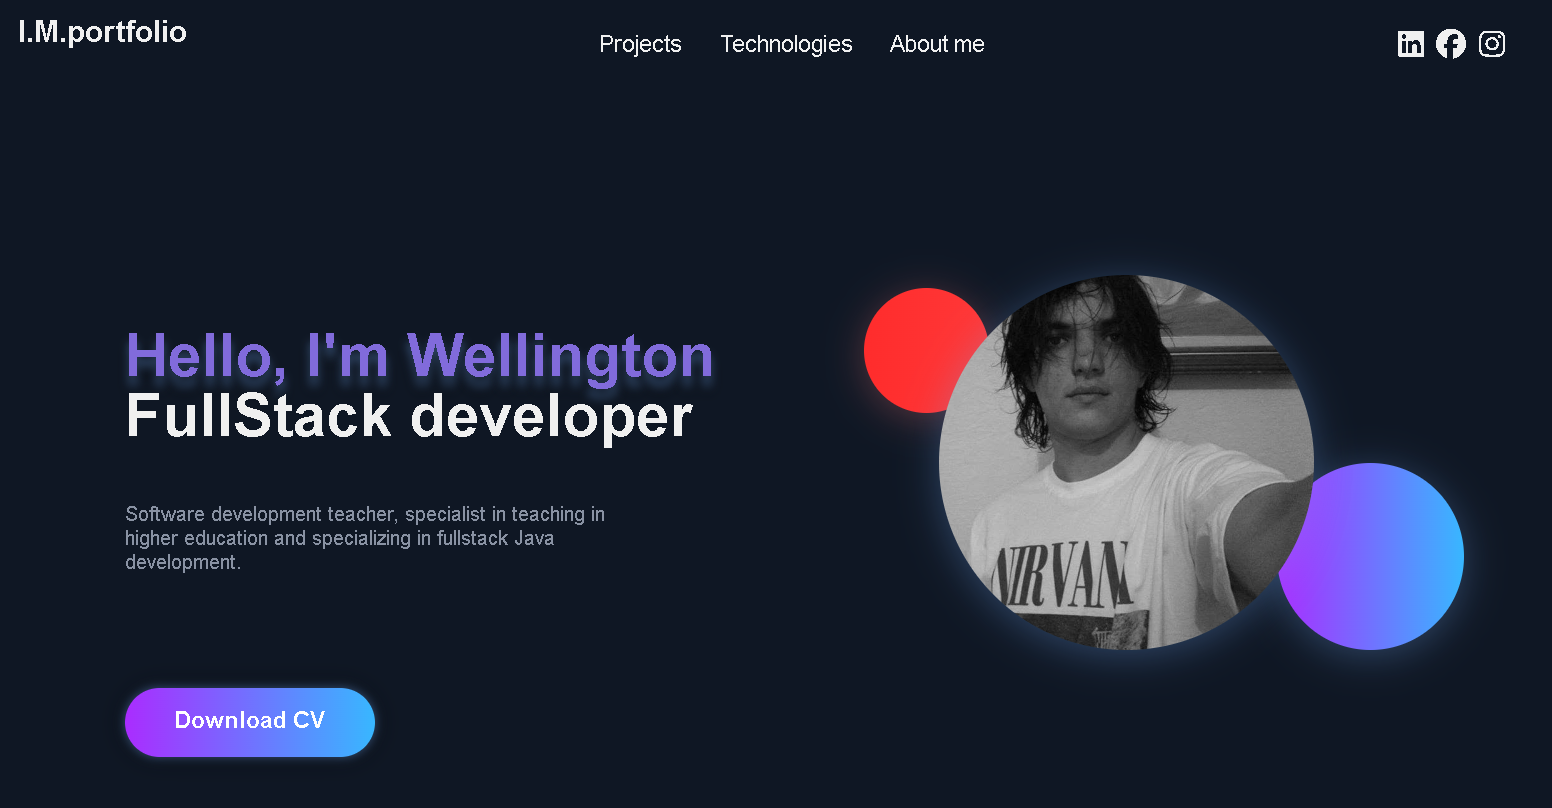 I.M.portfolio
Projects Technologies About me
Hello, I'm Wellington
FullStack developer
Software development teacher, specialist in teaching in
higher education and specializing in fullstack Java
development.
NIRVAN
Download CV